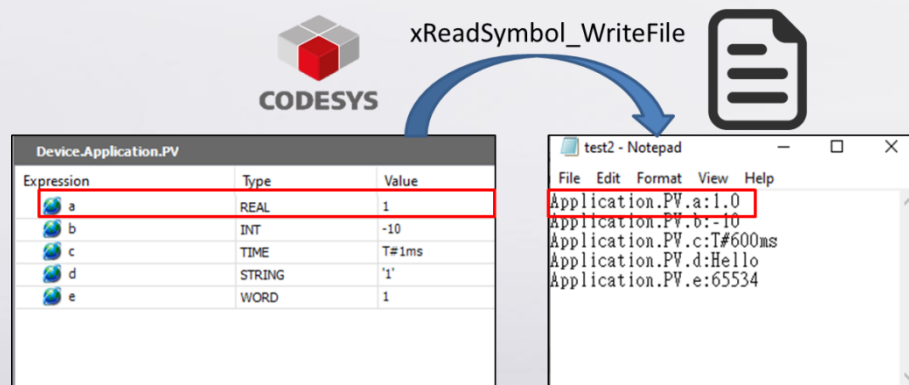 xReadSymbol_WriteFile
CODESYS
Device.Application.PV
Expression Type Value
a REAL 1
b INT -10
c TIME T#1ms
d STRING '1'
e WORD 1
test2 - Notepad
File Edit Format View Help
Application.PV.a:1.0
Application.PV.b:-10
Application.PV.c:T#600ms
Application.PV.d:Hello
Application.PV.e:65534